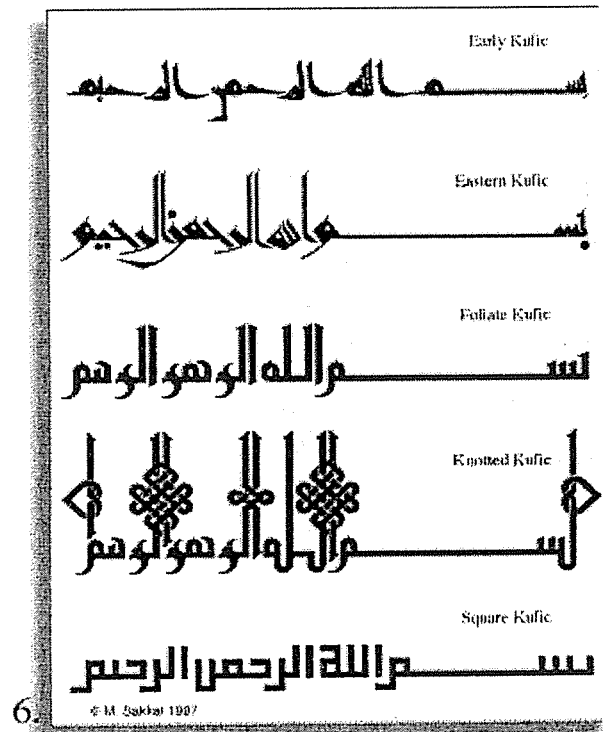 Early Kufic
بسم الله الرحمن الرحيم
Eastern Kufic
بسم الله الرحمن الرحيم
Foliate Kufic
بسم الله الرحمن الرحيم
Knotted Kufic
بسم الله الرحمن الرحيم
Square Kufic
بسم الله الرحمن الرحيم
6. © M. Sakkal 1997